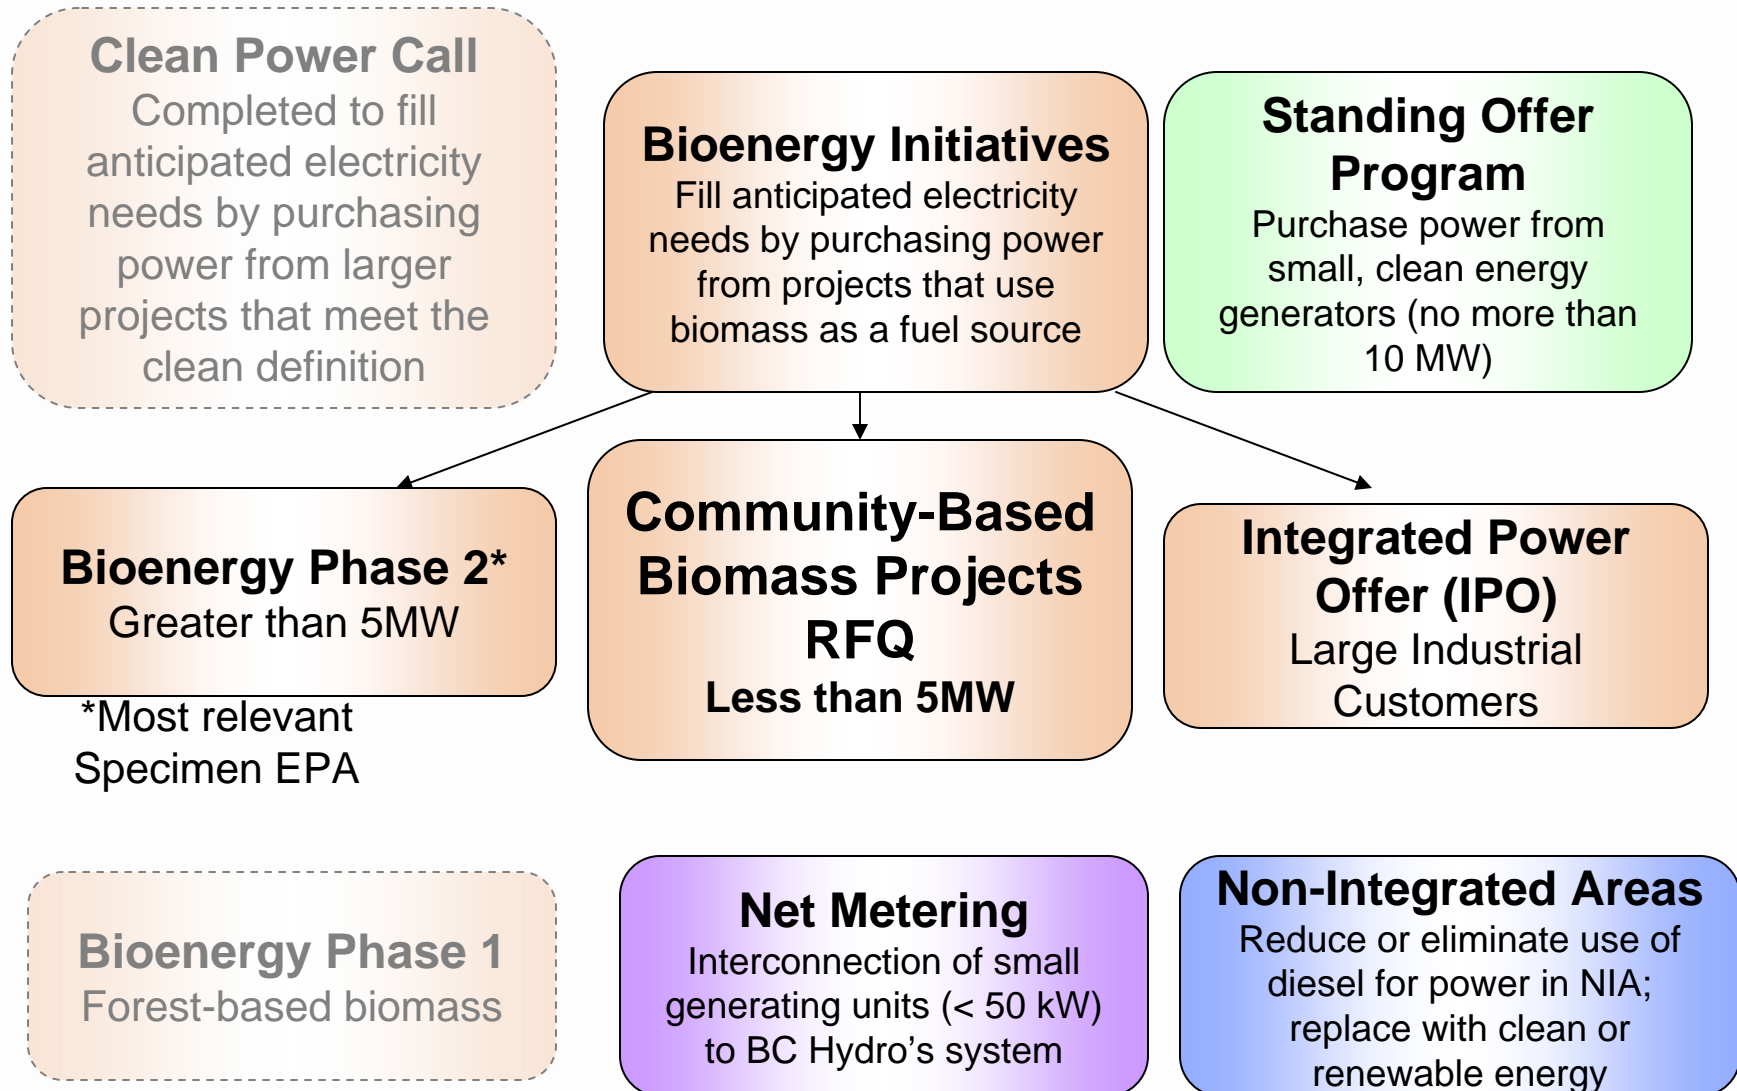 Clean Power Call
Completed to fill
anticipated electricity
needs by purchasing
power from larger
projects that meet the
clean definition
Bioenergy Initiatives
Fill anticipated electricity
needs by purchasing power
from projects that use
biomass as a fuel source
Standing Offer
Program
Purchase power from
small, clean energy
generators (no more than
10 MW)
Bioenergy Phase 2*
Greater than 5MW
*Most relevant
Specimen EPA
Community-Based
Biomass Projects
RFQ
Less than 5MW
Integrated Power
Offer (IPO)
Large Industrial
Customers
Bioenergy Phase 1
Forest-based biomass
Net Metering
Interconnection of small
generating units (< 50 kW)
to BC Hydro's system
Non-Integrated Areas
Reduce or eliminate use of
diesel for power in NIA;
replace with clean or
renewable energy